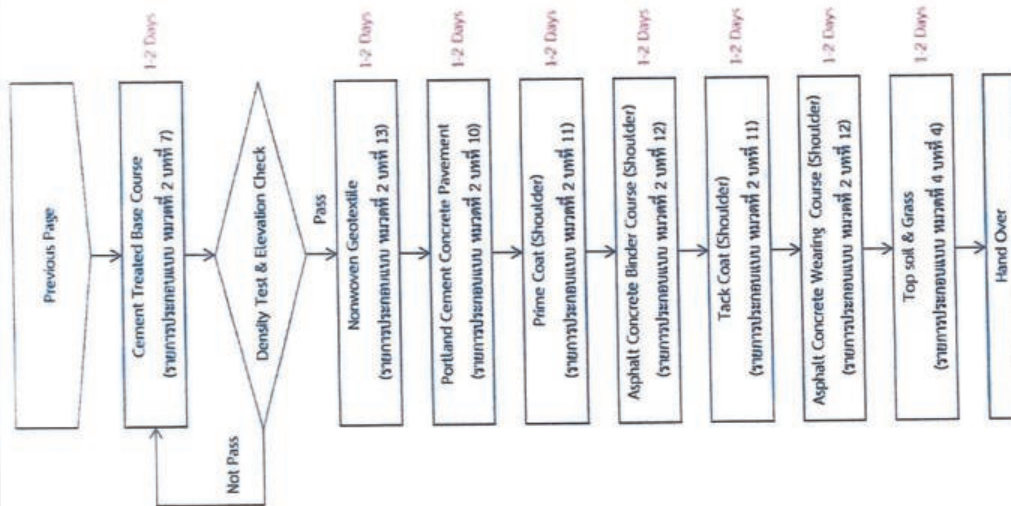 Previous Page
Cement Treated Base Course
(รายการประกอบแบบ หมวดที่ 2 บทที่ 7)
1-2 Days
Density Test & Elevation Check
Not Pass
Pass
Nonwoven Geotextile
(รายการประกอบแบบ หมวดที่ 2 บทที่ 13)
1-2 Days
Portland Cement Concrete Pavement
(รายการประกอบแบบ หมวดที่ 2 บทที่ 10)
1-2 Days
Prime Coat (Shoulder)
(รายการประกอบแบบ หมวดที่ 2 บทที่ 11)
1-2 Days
Asphalt Concrete Binder Course (Shoulder)
(รายการประกอบแบบ หมวดที่ 2 บทที่ 12)
1-2 Days
Tack Coat (Shoulder)
(รายการประกอบแบบ หมวดที่ 2 บทที่ 11)
1-2 Days
Asphalt Concrete Wearing Course (Shoulder)
(รายการประกอบแบบ หมวดที่ 2 บทที่ 12)
1-2 Days
Top soil & Grass
(รายการประกอบแบบ หมวดที่ 4 บทที่ 4)
1-2 Days
Hand Over